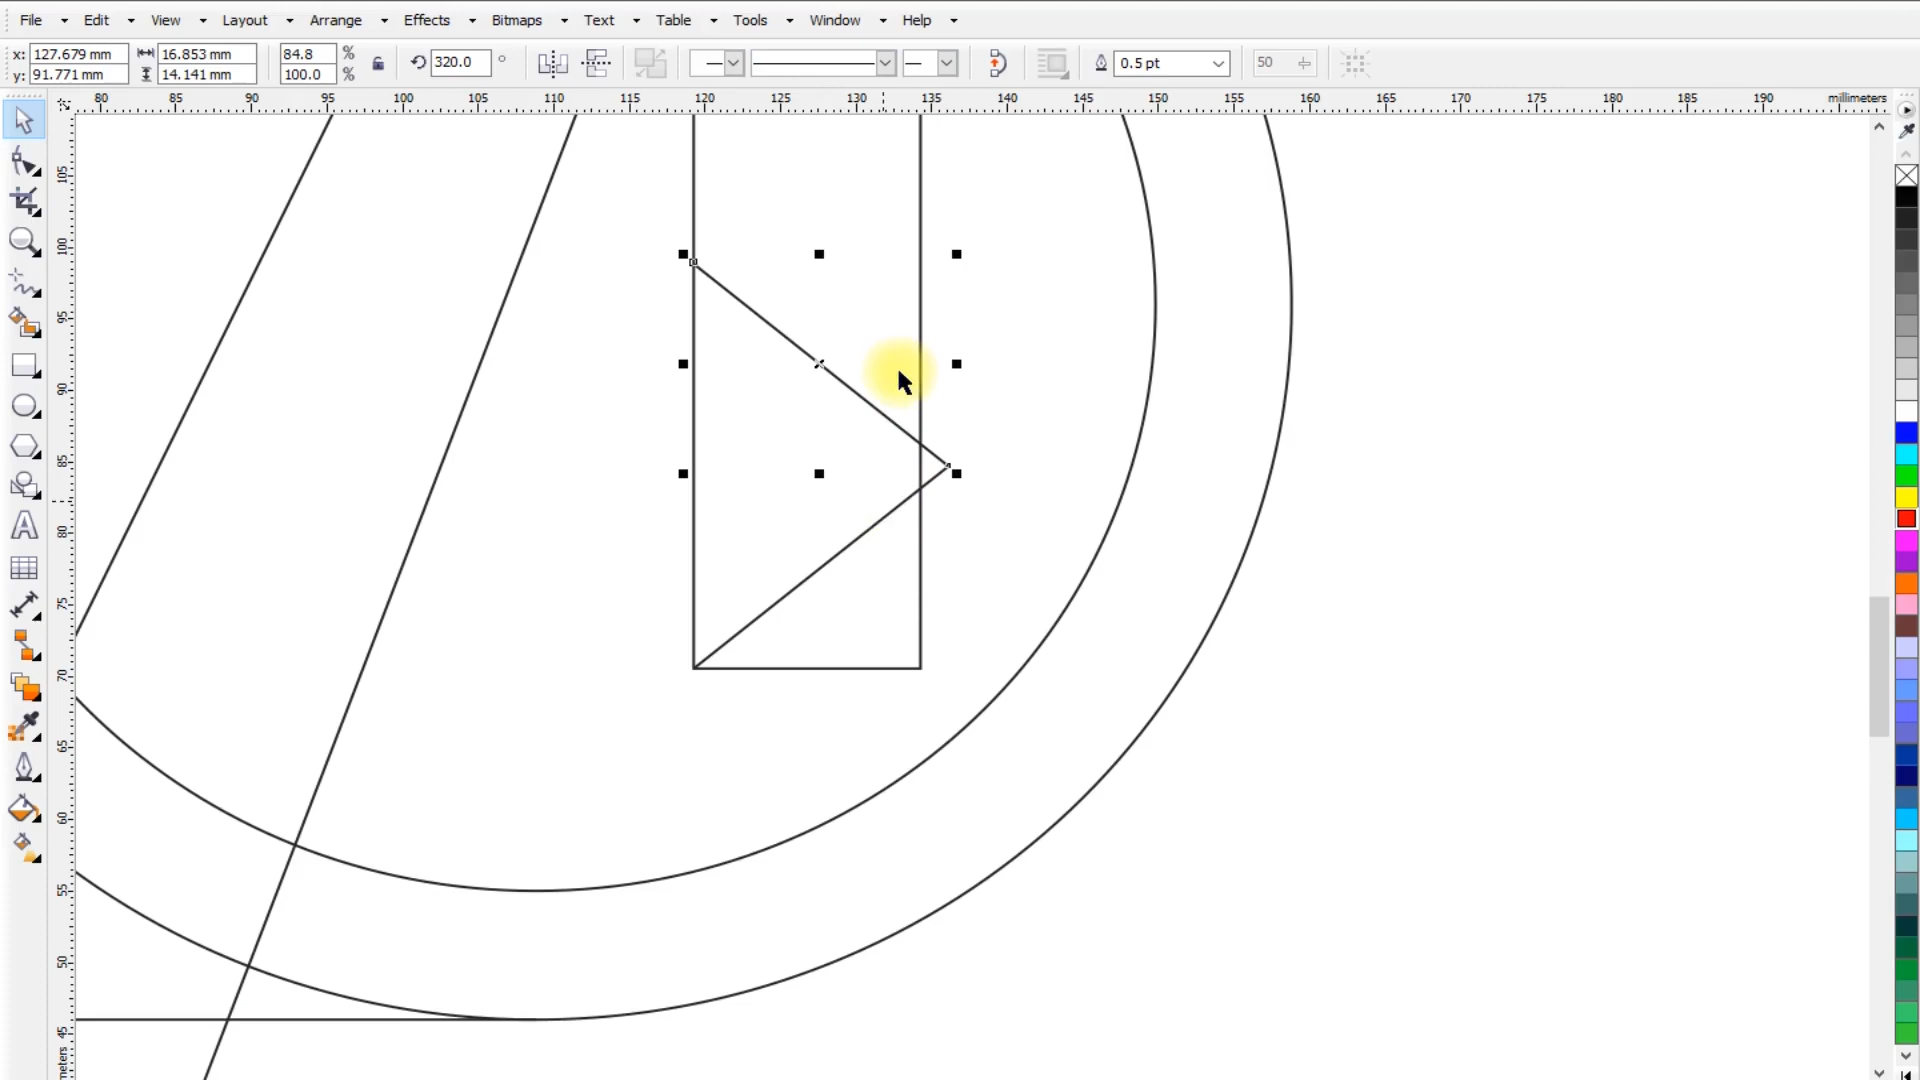 File Edit View Layout Arrange Effects Bitmaps Text Table Tools Window Help
x: 127.679 mm 16.853 mm 84.8 % 320.0 ° 0.5 pt 50
y: 91.771 mm 14.141 mm 100.0 %
80 85 90 95 100 105 110 115 120 125 130 135 140 145 150 155 160 165 170 175 180 185 190 millimeters
105
100
95
90
85
80
75
70
65
60
55
50
45
meters